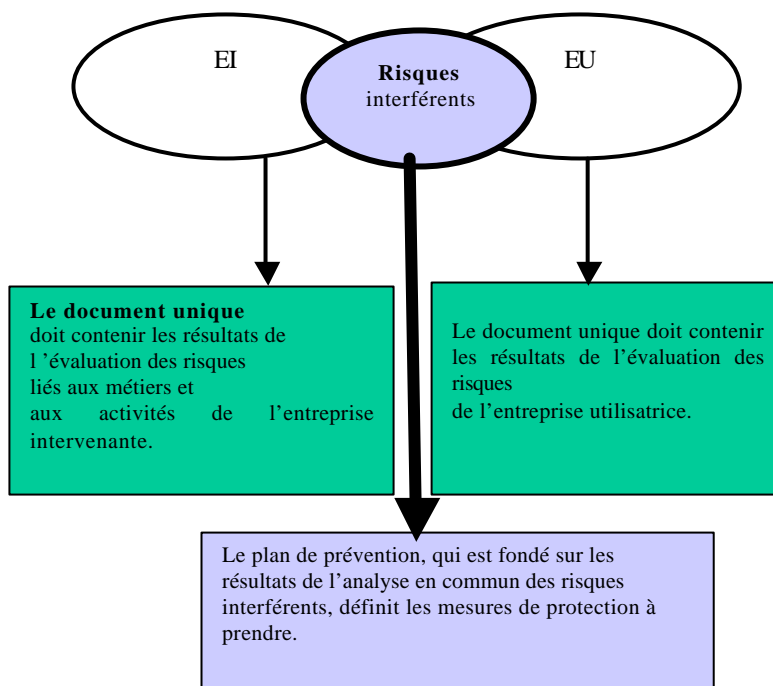 EI
Risques
interférents
EU
Le document unique
doit contenir les résultats de
l ’évaluation des risques
liés aux métiers et
aux activités de l’entreprise
intervenante.
Le document unique doit contenir
les résultats de l’évaluation des
risques
de l’entreprise utilisatrice.
Le plan de prévention, qui est fondé sur les
résultats de l’analyse en commun des risques
interférents, définit les mesures de protection à
prendre.